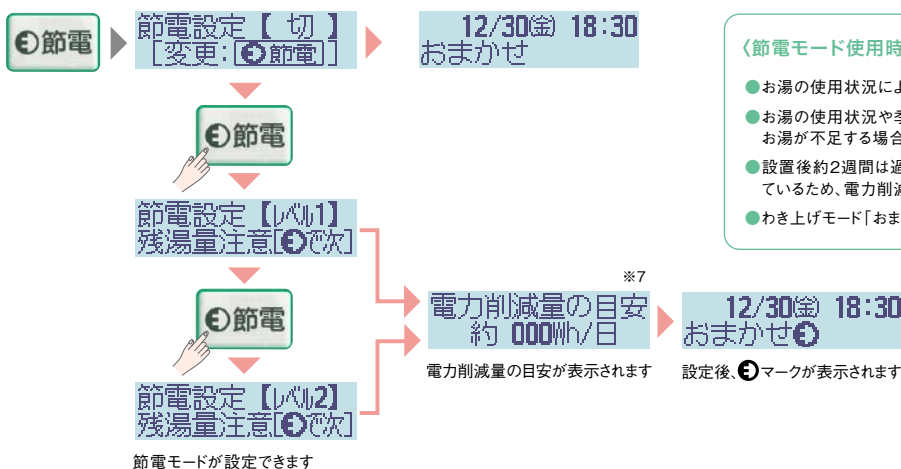 節電
節電設定【 切 】
［変更：節電］
12/30㈮ 18:30
おまかせ
節電
節電設定【ﾚﾍﾞﾙ1】
残湯量注意[で次]
節電
節電設定【ﾚﾍﾞﾙ2】
残湯量注意[で次]
節電モードが設定できます
※7
電力削減量の目安
約 000Wh/日
電力削減量の目安が表示されます
12/30㈮ 18:30
おまかせ
設定後、マークが表示されます
〈節電モード使用時
●お湯の使用状況によ
●お湯の使用状況や季
お湯が不足する場合
●設置後約2週間は過
ているため、電力削減
●わき上げモード「おま